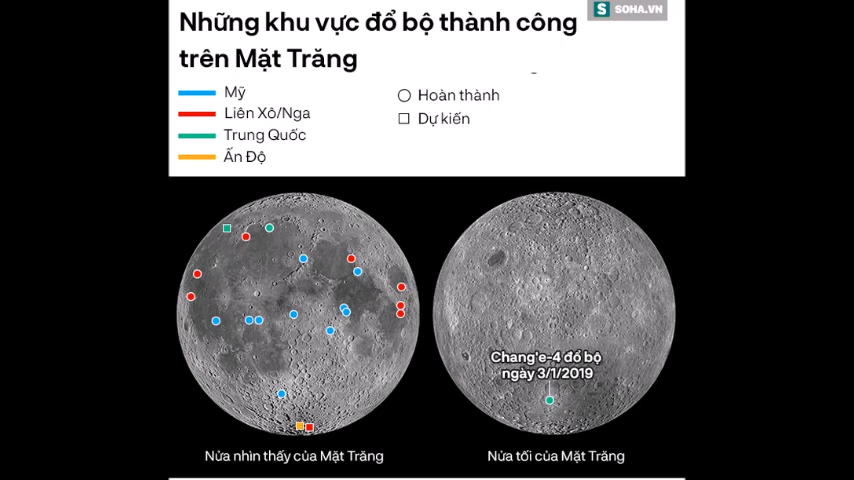 SOHA.VN
Những khu vực đổ bộ thành công
trên Mặt Trăng
Mỹ
Liên Xô/Nga
Trung Quốc
Ấn Độ
Hoàn thành
Dự kiến
Chang'e-4 đổ bộ
ngày 3/1/2019
Nửa nhìn thấy của Mặt Trăng
Nửa tối của Mặt Trăng